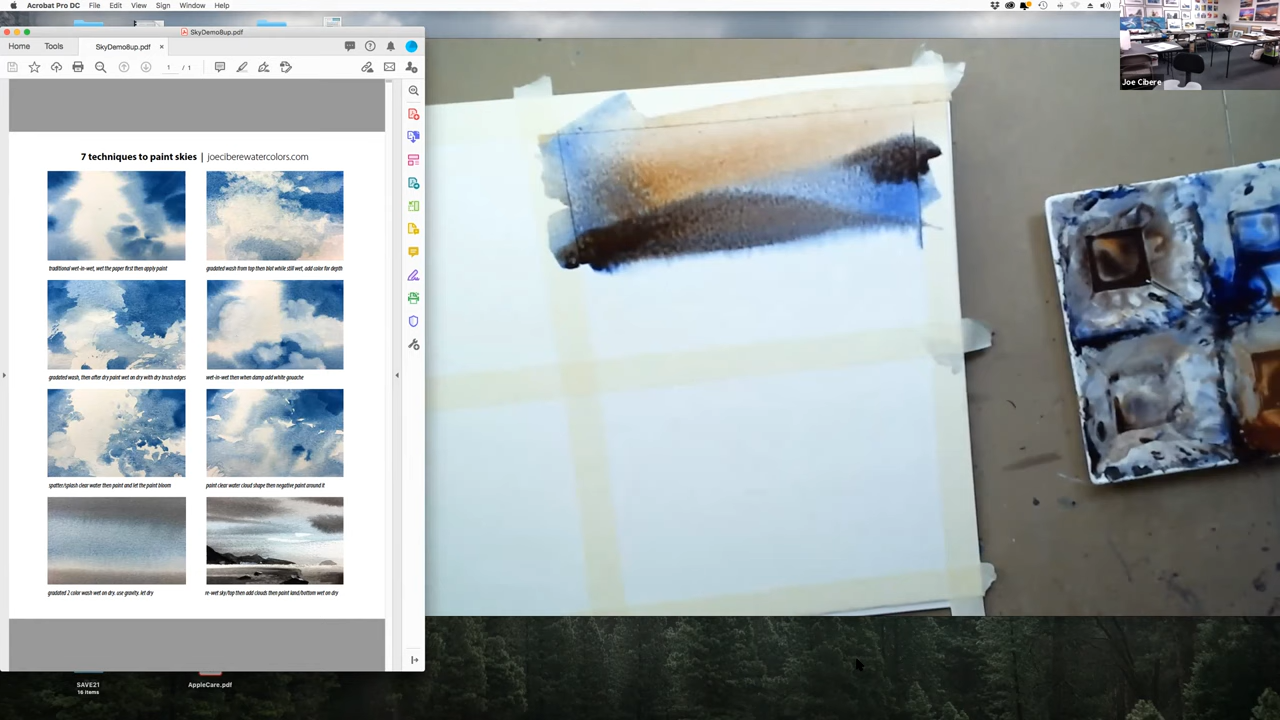 Acrobat Pro DC File Edit View Sign Window Help
SkyDemo8up.pdf
Home Tools SkyDemo8up.pdf ×
1 / 1
Joe Cibere
7 techniques to paint skies | joeciberewatercolors.com
traditional wet-in-wet, wet the paper first then apply paint
gradated wash from top then blot while still wet, add color for depth
gradated wash, then after dry paint wet on dry with dry brush edges
wet-in-wet then when damp add white gouache
spatter/splash clear water then paint and let the paint bloom
paint clear water cloud shape then negative paint around it
gradated 2 color wash wet on dry. use gravity. let dry
re-wet sky/top then add clouds then paint land/bottom wet on dry
SAVE21
16 items
AppleCare.pdf